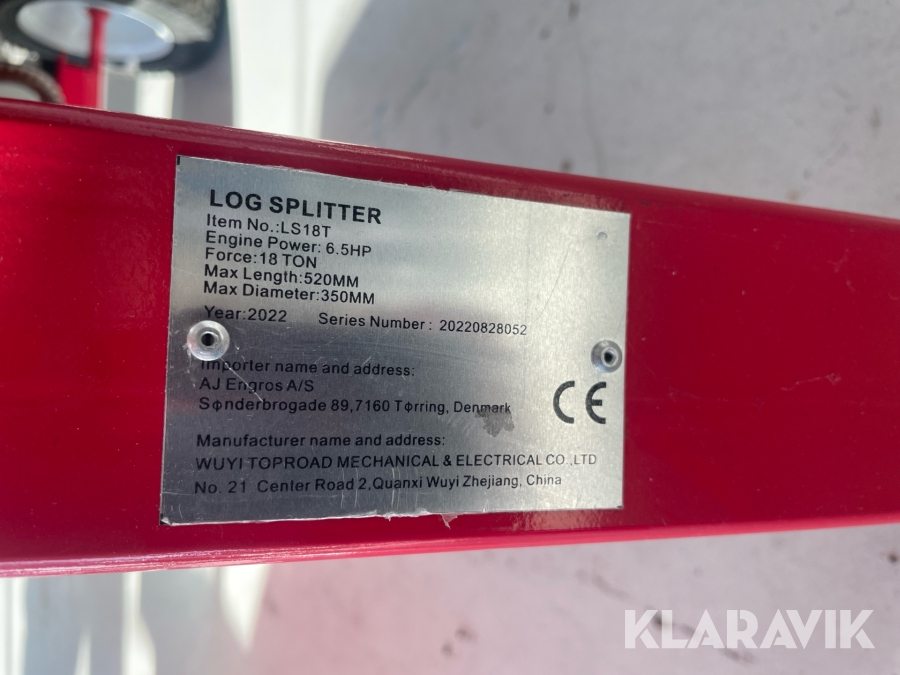 LOG SPLITTER
Item No.:LS18T
Engine Power: 6.5HP
Force:18 TON
Max Length:520MM
Max Diameter:350MM
Year:2022 Series Number : 20220828052
Importer name and address:
AJ Engros A/S
Sønderbrogade 89,7160 Tørring, Denmark
CE
Manufacturer name and address:
WUYI TOPROAD MECHANICAL & ELECTRICAL CO.,LTD
No. 21 Center Road 2,Quanxi Wuyi Zhejiang, China
KLARAVIK